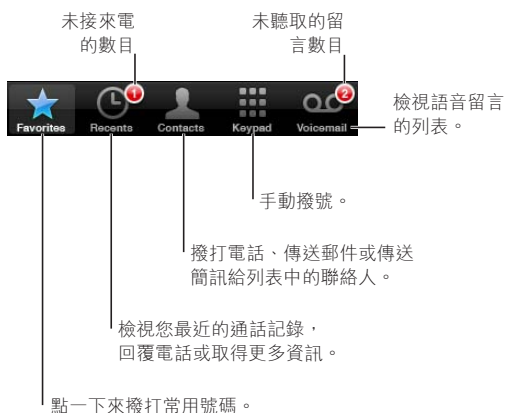 未接來電
的數目
未聽取的留
言數目
1
2
Favorites
Recents
Contacts
Keypad
Voicemail
檢視語音留言
的列表。
手動撥號。
撥打電話、傳送郵件或傳送
簡訊給列表中的聯絡人。
檢視您最近的通話記錄，
回覆電話或取得更多資訊。
點一下來撥打常用號碼。